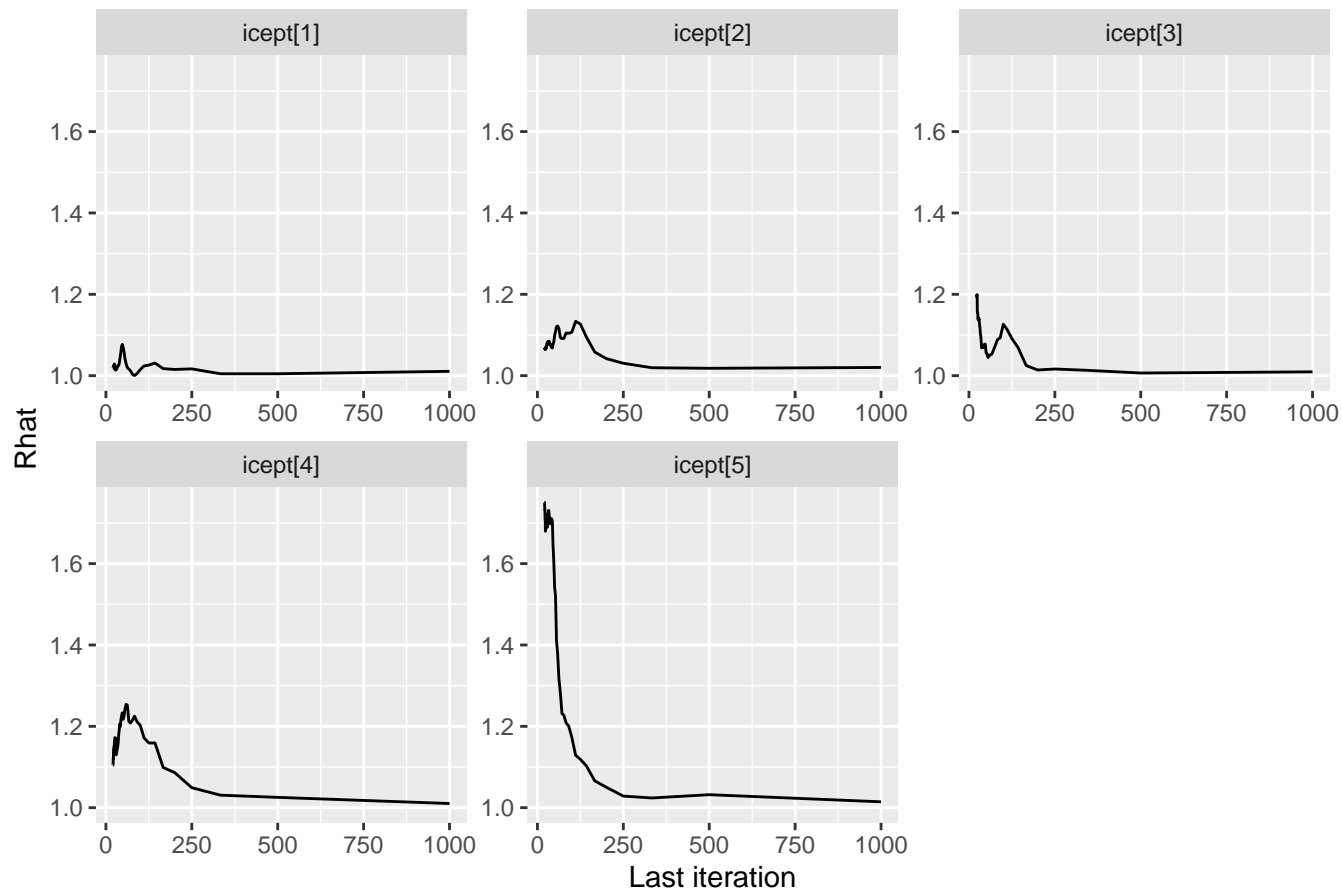 icept[1] icept[2] icept[3]
1.6 1.6 1.6
1.4 1.4 1.4
1.2 1.2 1.2
1.0 1.0 1.0
0 250 500 750 1000 0 250 500 750 1000 0 250 500 750 1000
Rhat
icept[4] icept[5]
1.6 1.6
1.4 1.4
1.2 1.2
1.0 1.0
0 250 500 750 1000 0 250 500 750 1000
Last iteration